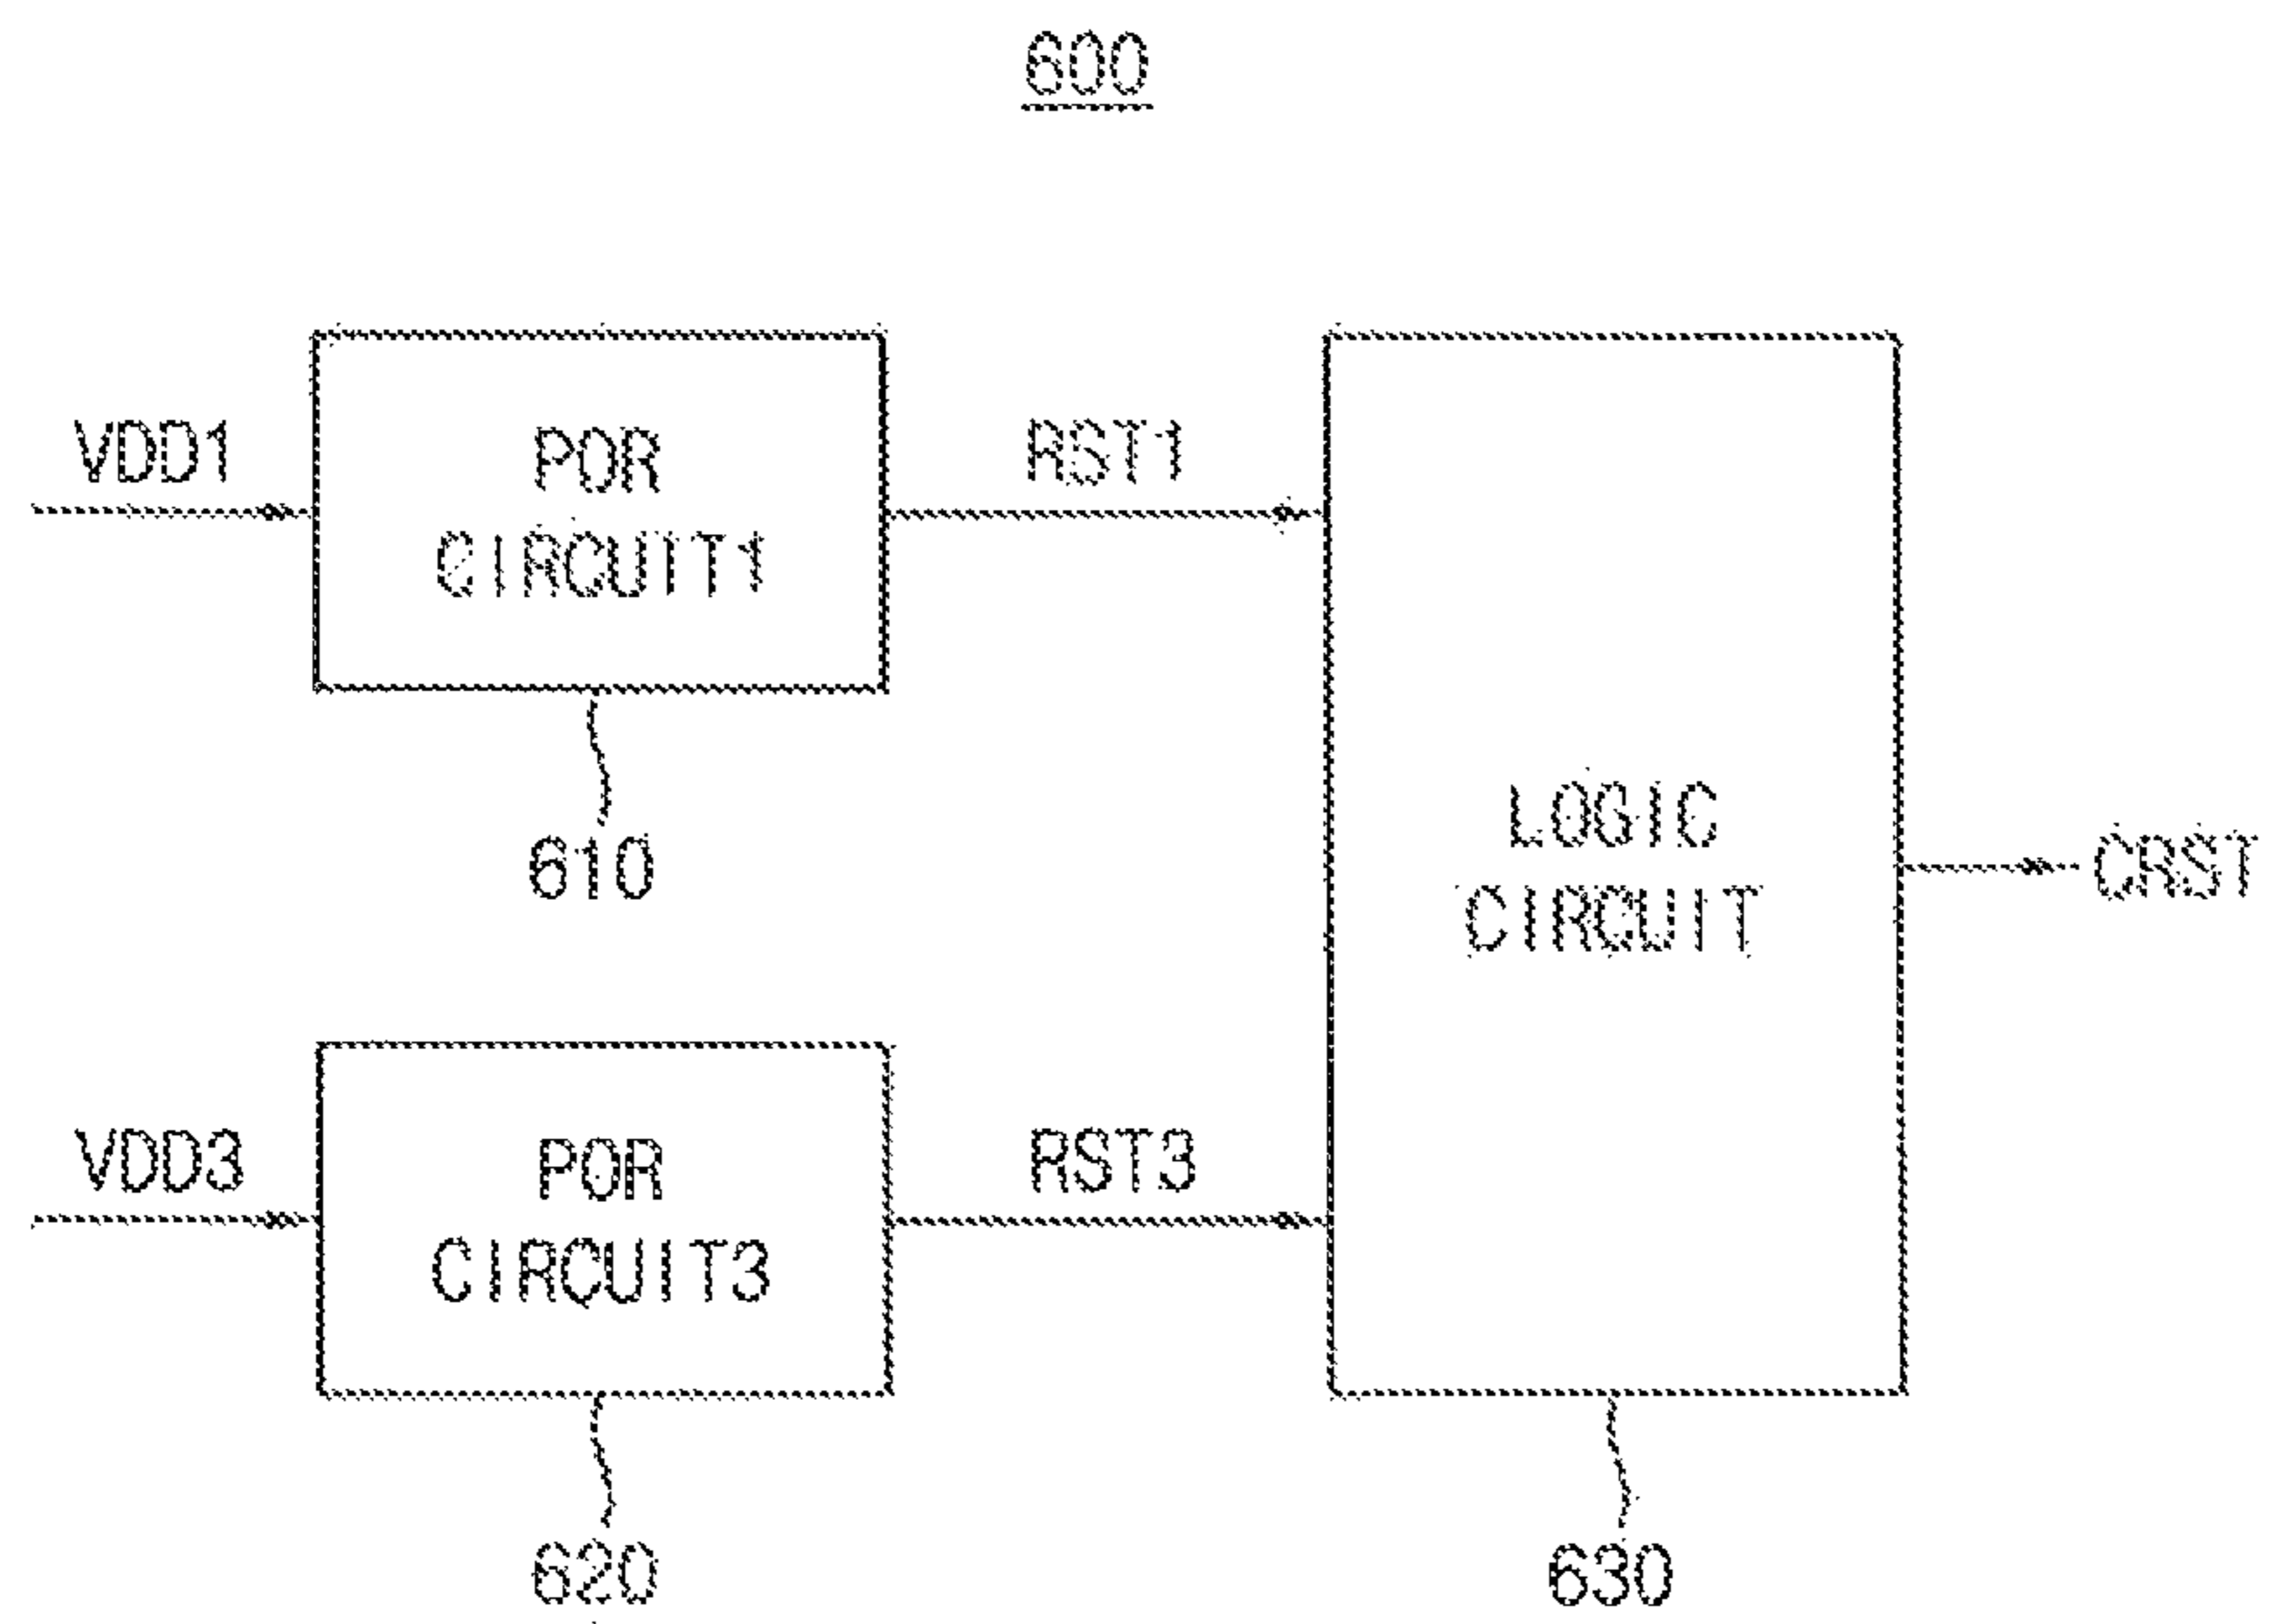 600
VDD1
POR
CIRCUIT1
RST1
610
LOGIC
CIRCUIT
CRST
VDD3
POR
CIRCUIT3
RST3
620
630